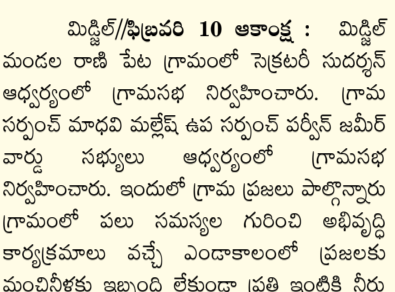 మిడ్జిల్//ఫిబ్రవరి 10 ఆకాంక్ష : మిడ్జిల్
మండల రాణి పేట గ్రామంలో సెక్రటరీ సుదర్శన్
ఆధ్వర్యంలో గ్రామసభ నిర్వహించారు. గ్రామ
సర్పంచ్ మాధవి మల్లేష్ ఉప సర్పంచ్ పర్వీన్ జమీర్
వార్డు సభ్యులు ఆధ్వర్యంలో గ్రామసభ
నిర్వహించారు. ఇందులో గ్రామ ప్రజలు పాల్గొన్నారు
గ్రామంలో పలు సమస్యల గురించి అభివృద్ధి
కార్యక్రమాలు వచ్చే ఎండాకాలంలో ప్రజలకు
మంచినీళ్లకు ఇబ్బంది లేకుండా ప్రతి ఇంటికి నీరు